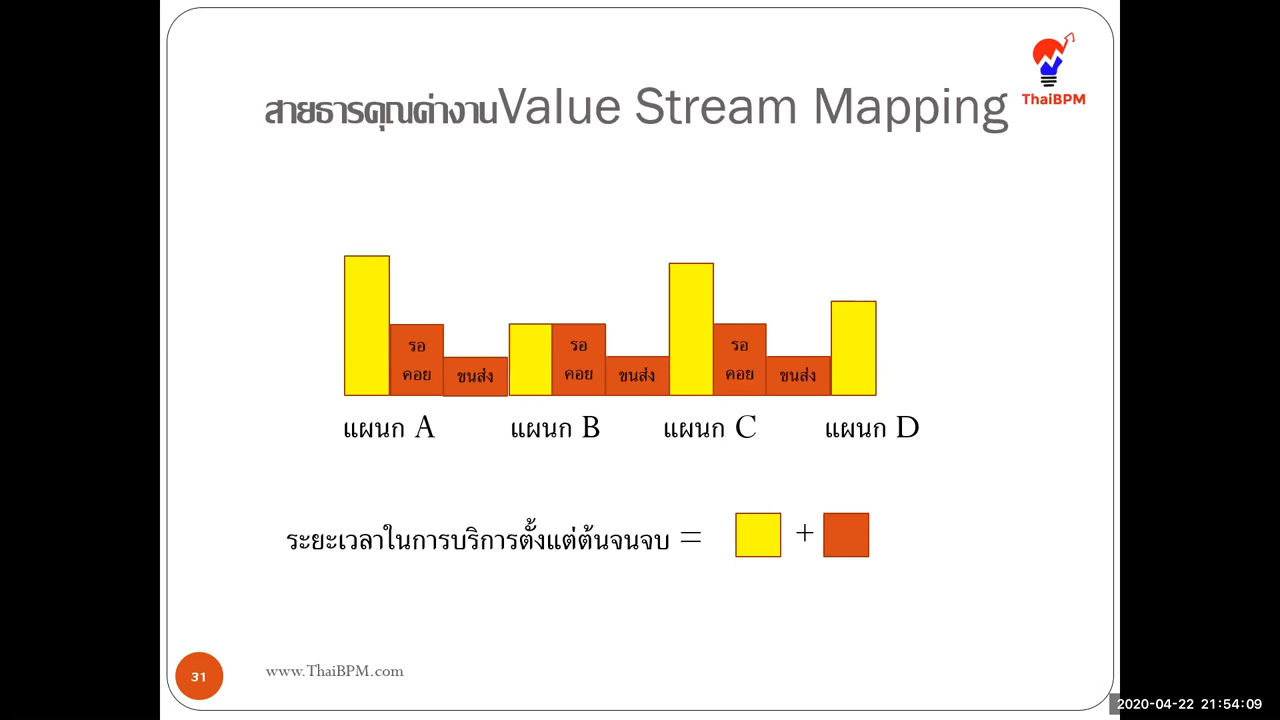 ThaiBPM
สายธารคุณค่างานValue Stream Mapping
รอ
คอย
ขนส่ง
รอ
คอย
ขนส่ง
รอ
คอย
ขนส่ง
แผนก A
แผนก B
แผนก C
แผนก D
ระยะเวลาในการบริการตั้งแต่ต้นจนจบ = +
31
www.ThaiBPM.com
2020-04-22 21:54:09